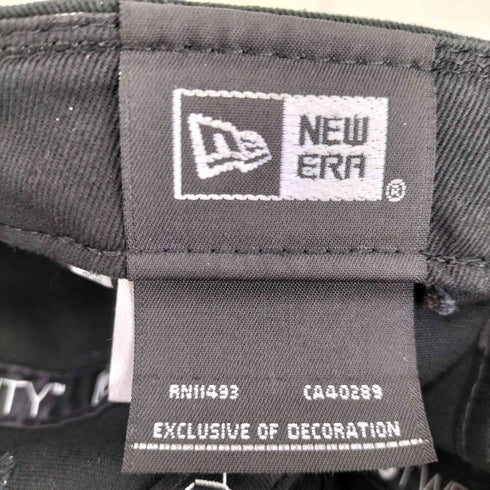 NEW
ERA
®
RN11493 CA40289
EXCLUSIVE OF DECORATION